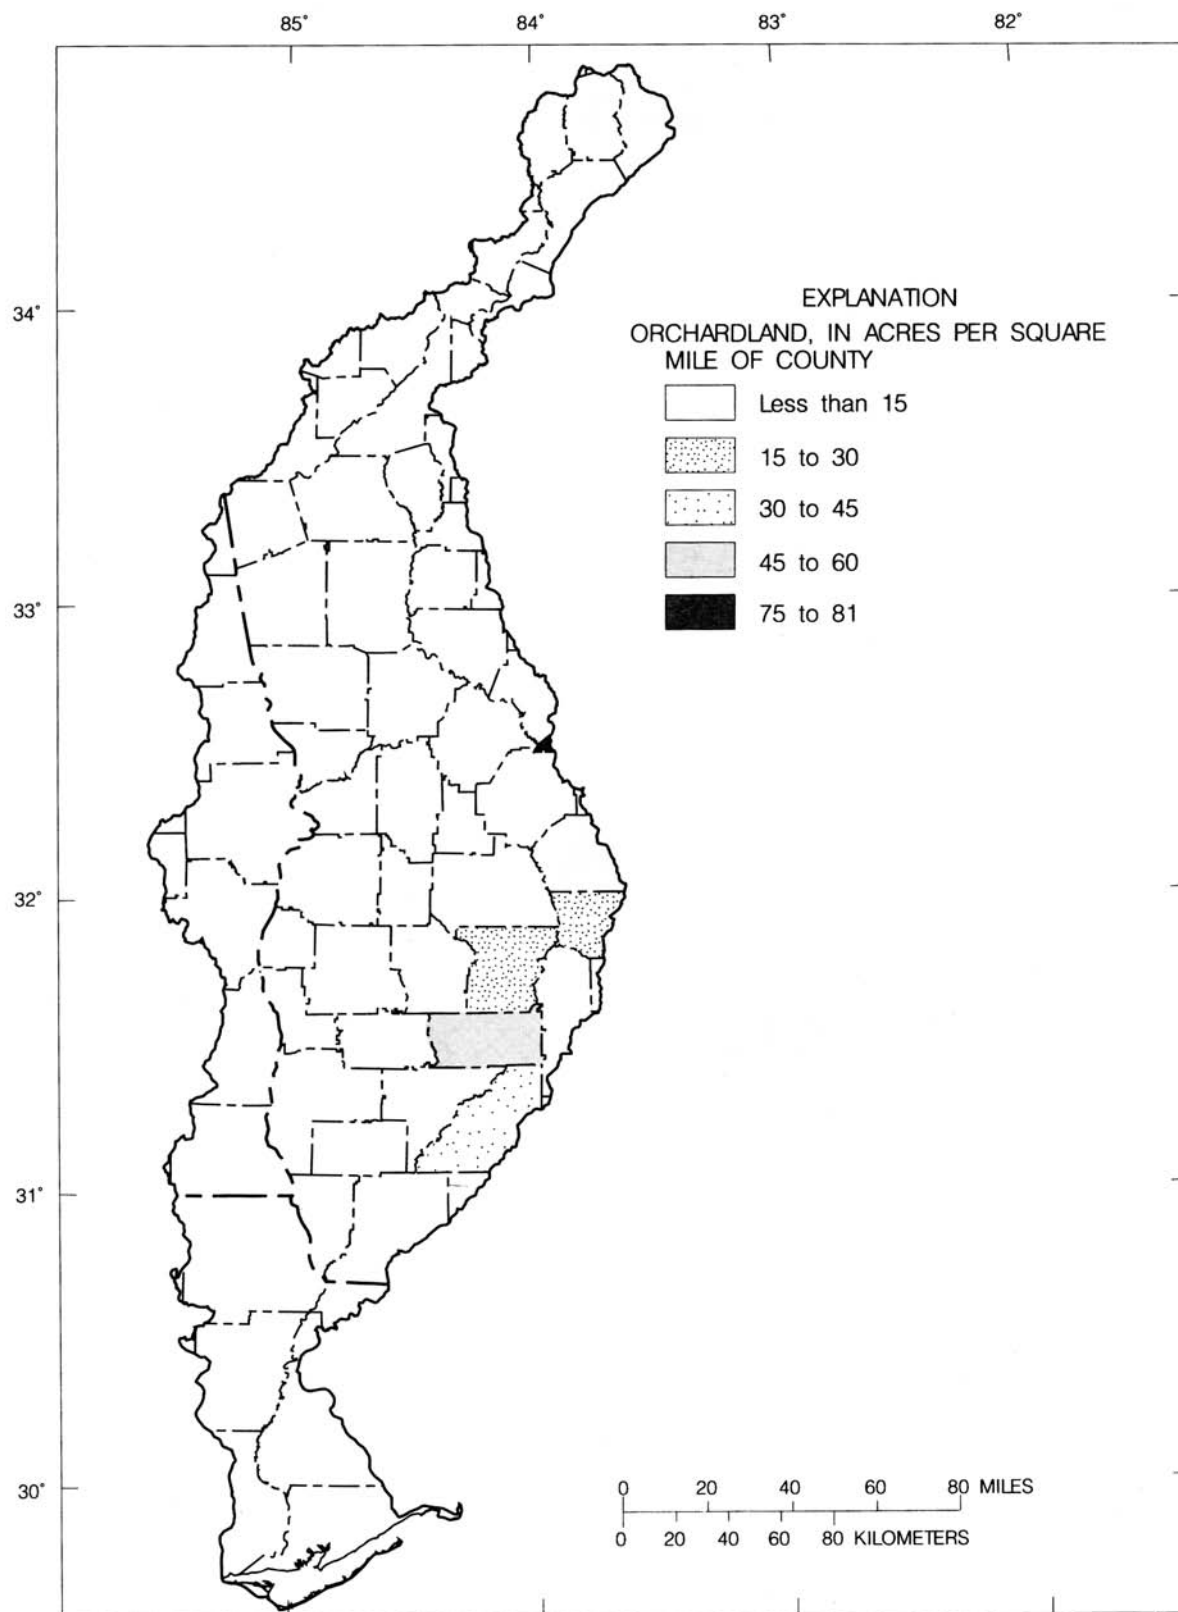 85° 84° 83° 82°
34°
33°
32°
31°
30°
EXPLANATION
ORCHARDLAND, IN ACRES PER SQUARE
MILE OF COUNTY
Less than 15
15 to 30
30 to 45
45 to 60
75 to 81
0 20 40 60 80 MILES
0 20 40 60 80 KILOMETERS